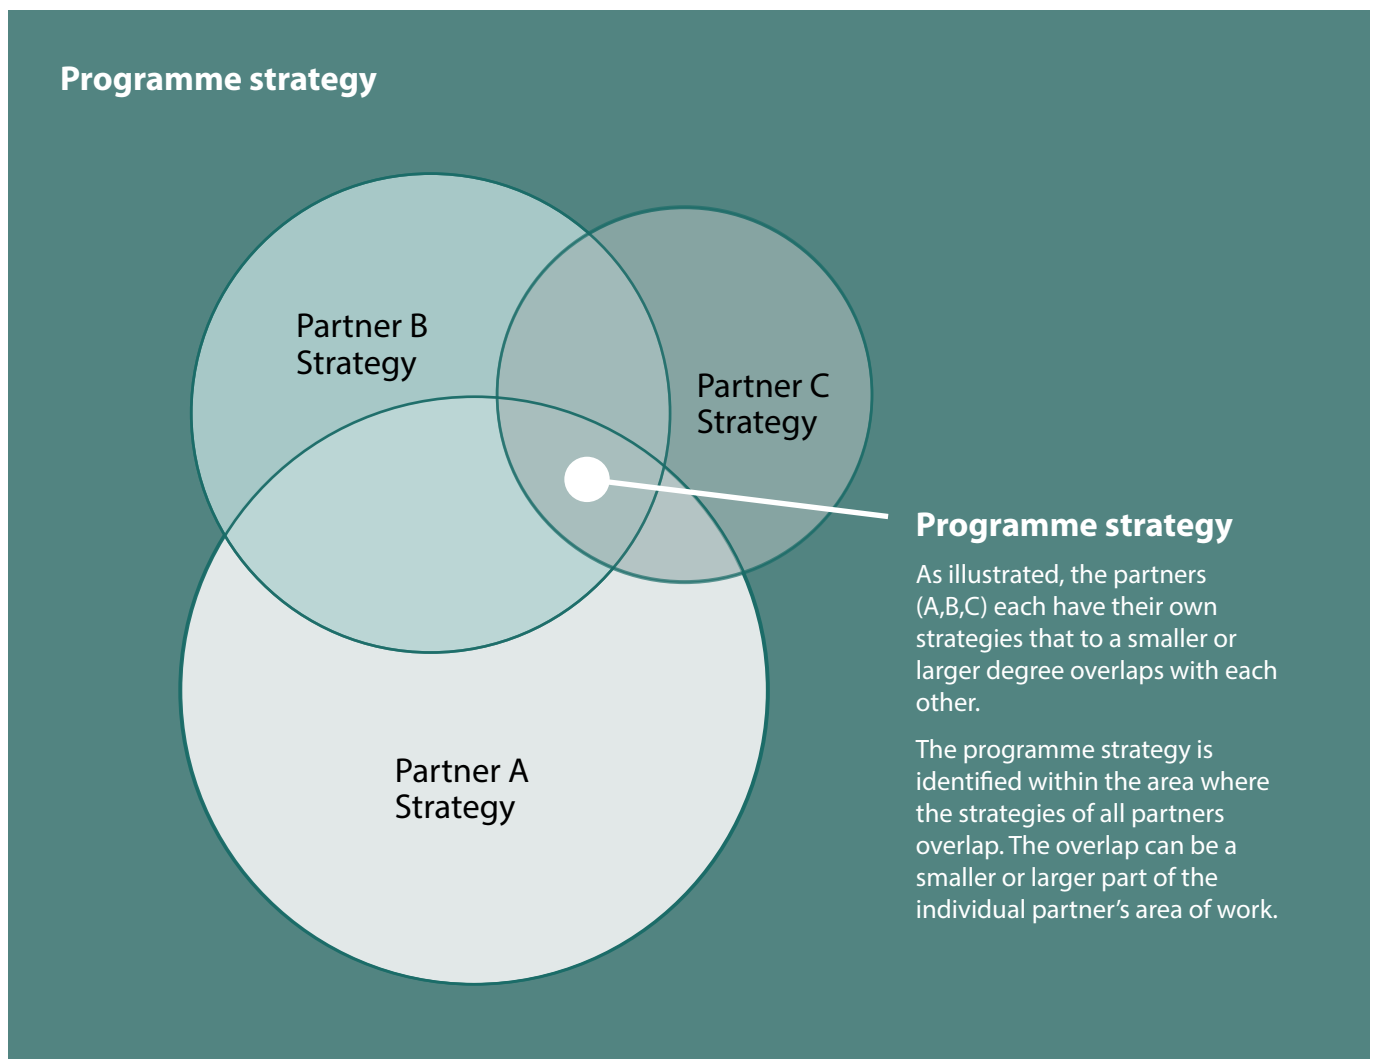 Programme strategy
Partner B
Strategy
Partner C
Strategy
Partner A
Strategy
Programme strategy
As illustrated, the partners
(A,B,C) each have their own
strategies that to a smaller or
larger degree overlaps with each
other.
The programme strategy is
identified within the area where
the strategies of all partners
overlap. The overlap can be a
smaller or larger part of the
individual partner’s area of work.